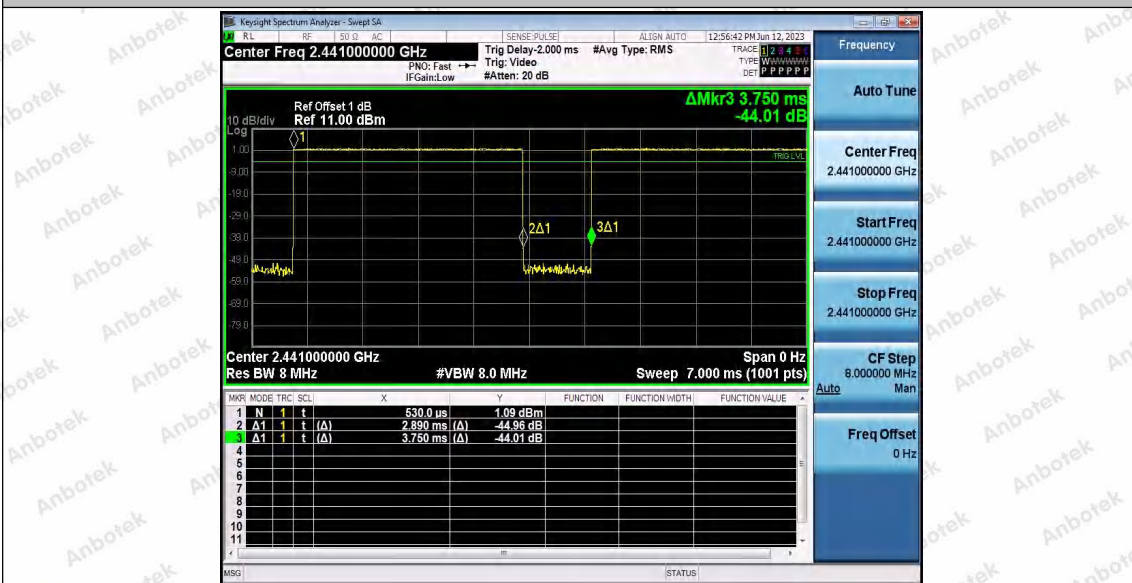 Keysight Spectrum Analyzer - Swept SA
RL RF 50 Ω AC SENSE:PULSE ALIGN AUTO 12:56:42 PM Jun 12, 2023
Center Freq 2.441000000 GHz
PNO: Fast
IFGain:Low
Trig Delay-2.000 ms
Trig: Video
#Atten: 20 dB
#Avg Type: RMS
TRACE 1 2 3 4 5 6
TYPE WWWWWW
DET P P P P P P
Frequency
Auto Tune
Center Freq
2.441000000 GHz
Start Freq
2.441000000 GHz
Stop Freq
2.441000000 GHz
CF Step
8.000000 MHz
Auto Man
Freq Offset
0 Hz
ΔMkr3 3.750 ms
-44.01 dB
Ref Offset 1 dB
10 dB/div Ref 11.00 dBm
Log
1
1.00
TRIG LVL
-9.00
-19.0
-29.0
2Δ1 3Δ1
-39.0
-49.0
-59.0
-69.0
-79.0
Center 2.441000000 GHz Span 0 Hz
Res BW 8 MHz #VBW 8.0 MHz Sweep 7.000 ms (1001 pts)
MKR MODE TRC SCL X Y FUNCTION FUNCTION WIDTH FUNCTION VALUE
1 N 1 t 530.0 µs 1.09 dBm
2 Δ1 1 t (Δ) 2.890 ms (Δ) -44.96 dB
3 Δ1 1 t (Δ) 3.750 ms (Δ) -44.01 dB
4
5
6
7
8
9
10
11
MSG STATUS
Anbotek